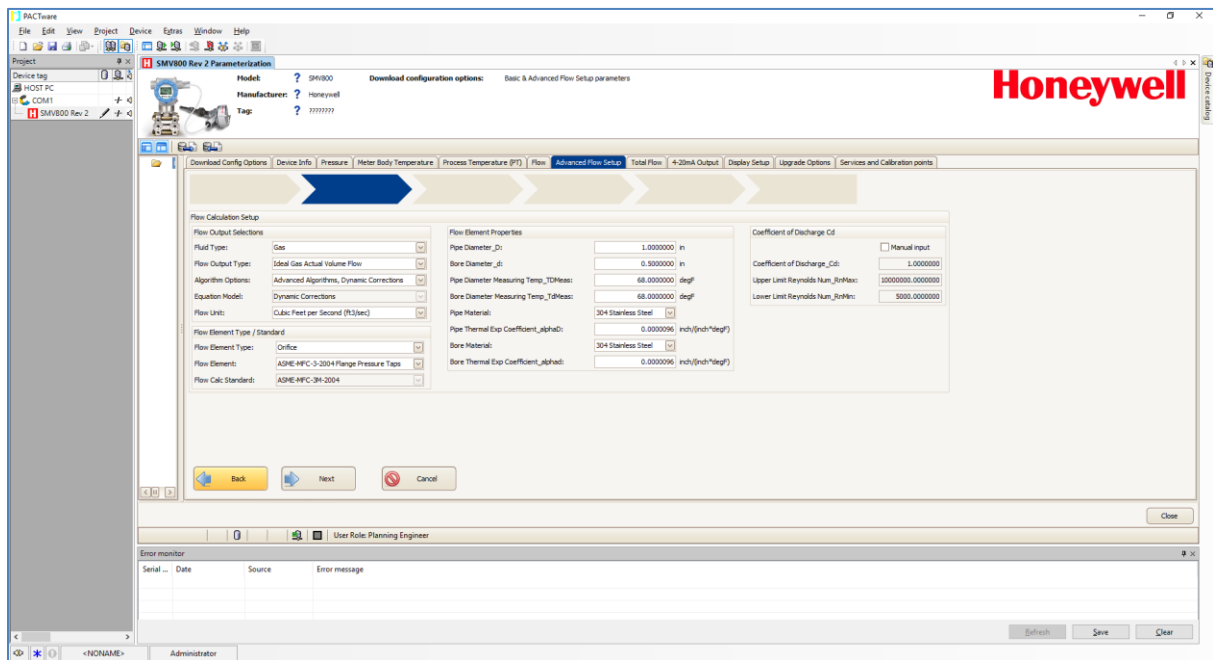 PACTware
File Edit View Project Device Extras Window Help
Project
SMV800 Rev 2 Parameterization
Device tag
HOST PC
COM1
SMV800 Rev 2
Model: ? SMV800 Download configuration options: Basic & Advanced Flow Setup parameters
Manufacturer: ? Honeywell
Tag: ? ????????
Honeywell
Device catalog
Download Config Options Device Info Pressure Meter Body Temperature Process Temperature (PT) Flow Advanced Flow Setup Total Flow 4-20mA Output Display Setup Upgrade Options Services and Calibration points
Flow Calculation Setup
Flow Output Selections
Fluid Type: Gas
Flow Output Type: Ideal Gas Actual Volume Flow
Algorithm Options: Advanced Algorithms, Dynamic Corrections
Equation Model: Dynamic Corrections
Flow Unit: Cubic Feet per Second (ft3/sec)
Flow Element Type / Standard
Flow Element Type: Orifice
Flow Element: ASME-MFC-3-2004 Flange Pressure Taps
Flow Calc Standard: ASME-MFC-3M-2004
Flow Element Properties
Pipe Diameter_D: 1.0000000 in
Bore Diameter_d: 0.5000000 in
Pipe Diameter Measuring Temp_TDMeas: 68.0000000 degF
Bore Diameter Measuring Temp_TdMeas: 68.0000000 degF
Pipe Material: 304 Stainless Steel
Pipe Thermal Exp Coefficient_alphaD: 0.0000096 inch/(inch*degF)
Bore Material: 304 Stainless Steel
Bore Thermal Exp Coefficient_alphad: 0.0000096 inch/(inch*degF)
Coefficient of Discharge Cd
Manual input
Coefficient of Discharge_Cd: 1.0000000
Upper Limit Reynolds Num_RnMax: 10000000.0000000
Lower Limit Reynolds Num_RnMin: 5000.0000000
Back Next Cancel
Close
User Role: Planning Engineer
Error monitor
Serial ... Date Source Error message
Refresh Save Clear
<NONAME> Administrator